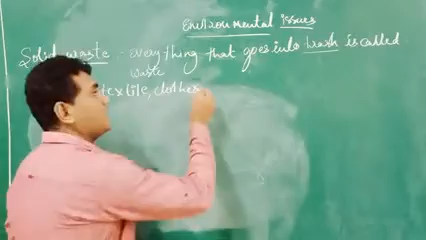 Environmental issues
Solid waste - everything that goes into trash is called
waste
textile, clothes